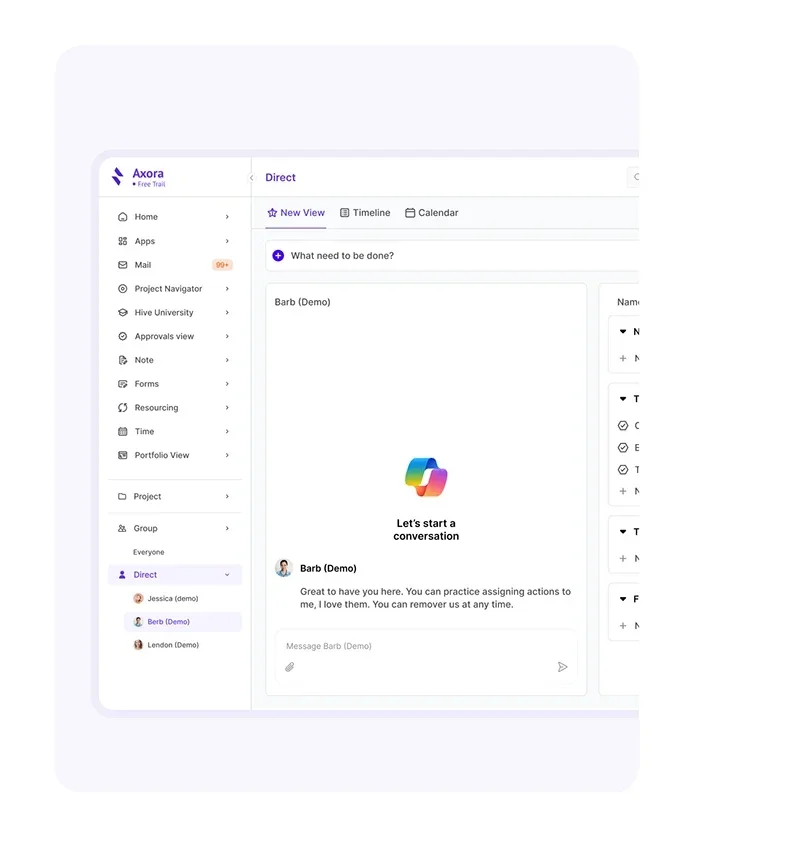 Axora
Free Trail
Direct
New View
Timeline
Calendar
Home
Apps
Mail
99+
Project Navigator
Hive University
Approvals view
Note
Forms
Resourcing
Time
Portfolio View
Project
Group
Everyone
Direct
Jessica (demo)
Berb (Demo)
Lendon (Demo)
What need to be done?
Barb (Demo)
Let's start a
conversation
Barb (Demo)
Great to have you here. You can practice assigning actions to
me, I love them. You can remover us at any time.
Message Barb (Demo)